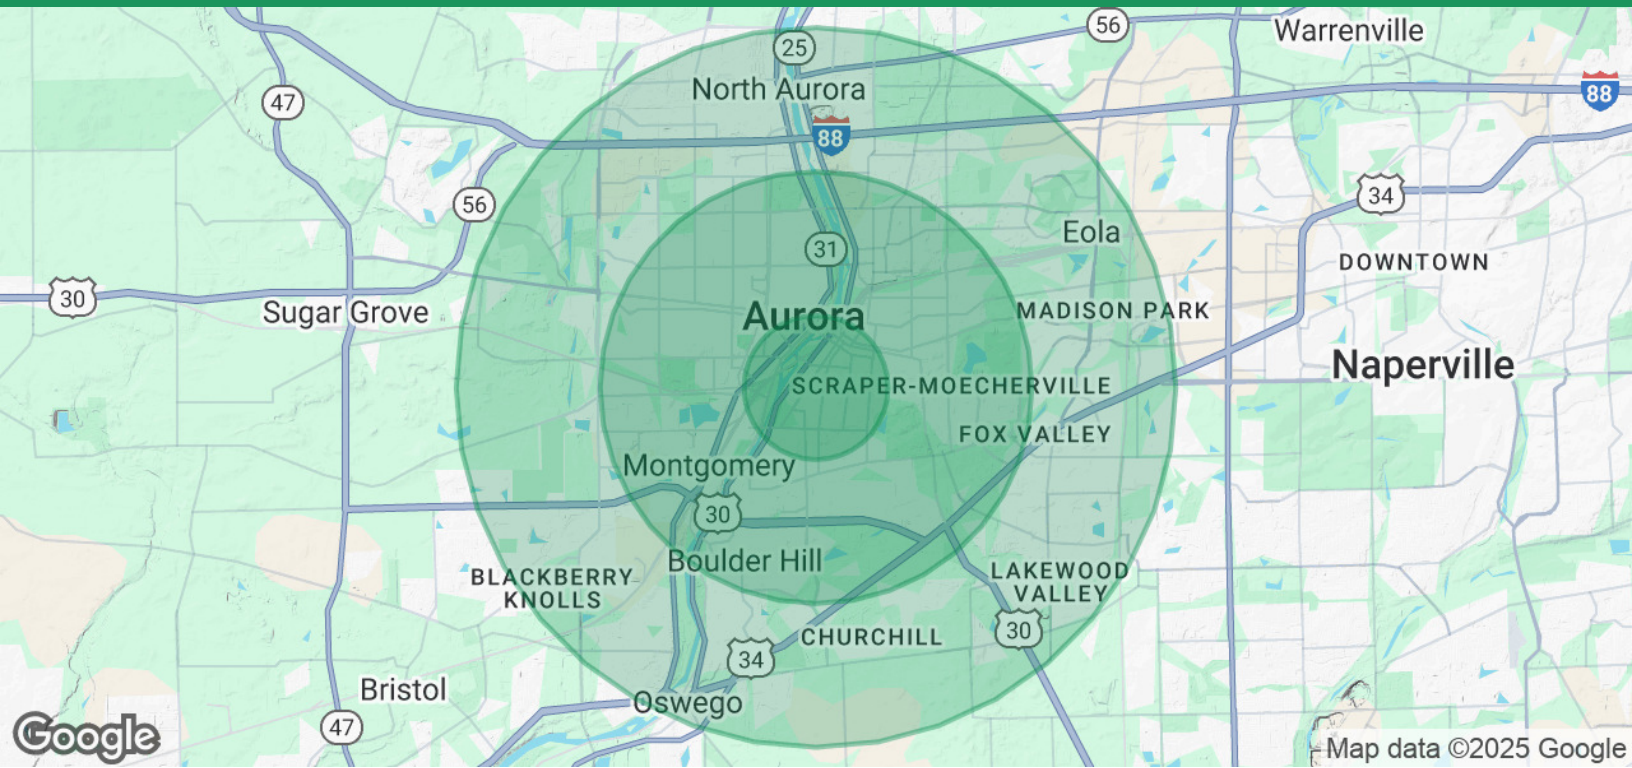 56
Warrenville
25
North Aurora
47
88
88
56
34
31
Eola
DOWNTOWN
30
Sugar Grove
Aurora
MADISON PARK
Naperville
SCRAPER-MOECHERVILLE
FOX VALLEY
Montgomery
30
Boulder Hill
BLACKBERRY
KNOLLS
LAKEWOOD
VALLEY
30
CHURCHILL
34
Bristol
Oswego
47
Google
Map data ©2025 Google